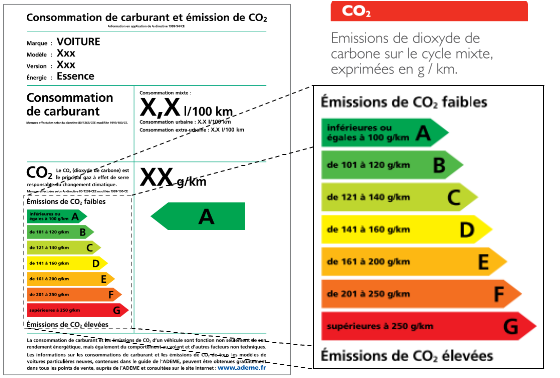 Consommation de carburant et émission de CO2
Marque : VOITURE
Modèle : Xxx
Version : Xxx
Énergie : Essence
Consommation
de carburant
Consommation mixte :
X,X l/100 km
Consommation urbaine : X.X l/100 km
Consommation extra urbaine : X.X l/100 km
CO2 Le CO2 (dioxyde de carbone) est
le principal gaz à effet de serre
responsable du changement climatique.
XX g/km
Émissions de CO2 faibles
inférieures ou
égales à 100 g/km A
de 101 à 120 g/km B
de 121 à 140 g/km C
de 141 à 160 g/km D
de 161 à 200 g/km E
de 201 à 250 g/km F
supérieures à 250 g/km G
Émissions de CO2 élevées
A
La consommation de carburant et les émissions de CO2 d'un véhicule sont fonction non seulement de son
rendement énergétique, mais également du comportement au volant et d'autres facteurs non techniques.
Les informations sur les consommations de carburant et les émissions de CO2 de tous les modèles de
voitures particulières neuves, contenues dans le guide de l'ADEME, peuvent être obtenues gratuitement
dans tous les points de vente, auprès de l'ADEME et consultées sur le site internet : www.ademe.fr
CO2
Emissions de dioxyde de
carbone sur le cycle mixte,
exprimées en g / km.
Émissions de CO2 faibles
inférieures ou
égales à 100 g/km A
de 101 à 120 g/km B
de 121 à 140 g/km C
de 141 à 160 g/km D
de 161 à 200 g/km E
de 201 à 250 g/km F
supérieures à 250 g/km G
Émissions de CO2 élevées